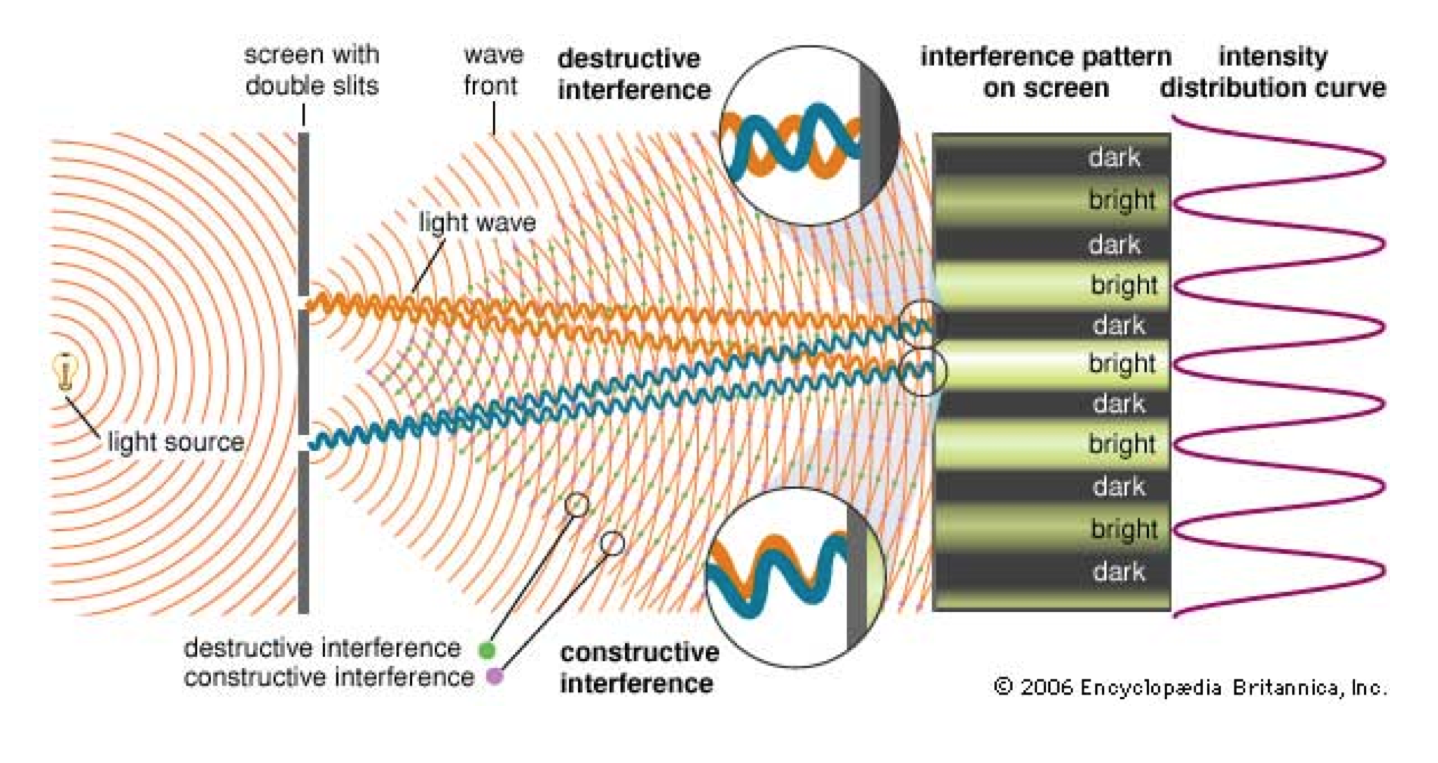 screen with
double slits
wave
front
destructive
interference
interference pattern
on screen
intensity
distribution curve
light wave
light source
dark
bright
dark
bright
dark
bright
dark
bright
dark
bright
dark
destructive interference
constructive interference
constructive
interference
© 2006 Encyclopædia Britannica, Inc.